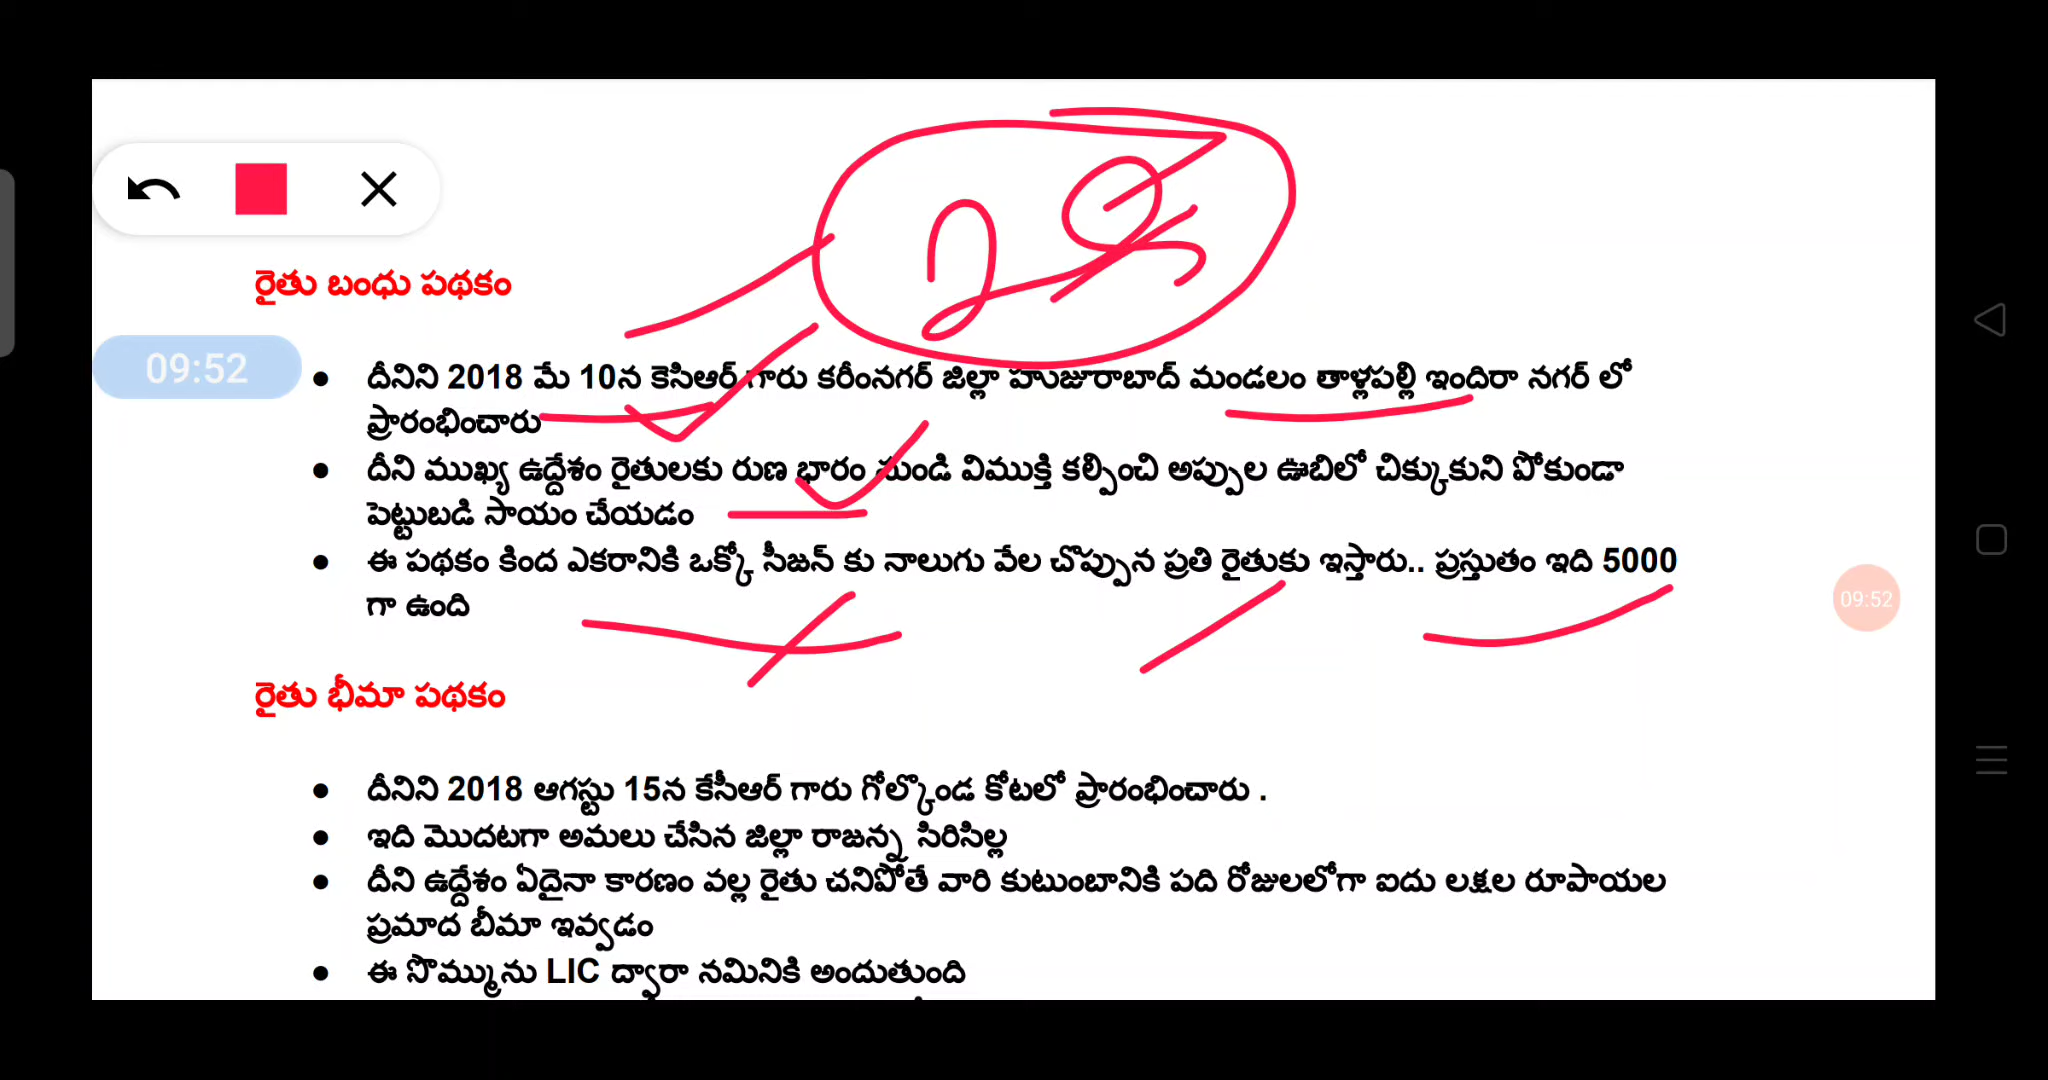 రైతు బంధు పథకం
09:52
● దీనిని 2018 మే 10న కెసిఆర్ గారు కరీంనగర్ జిల్లా హుజూరాబాద్ మండలం తాళ్లపల్లి ఇందిరా నగర్ లో
ప్రారంభించారు
● దీని ముఖ్య ఉద్దేశం రైతులకు రుణ భారం నుండి విముక్తి కల్పించి అప్పుల ఊబిలో చిక్కుకుని పోకుండా
పెట్టుబడి సాయం చేయడం
● ఈ పథకం కింద ఎకరానికి ఒక్కో సీజన్ కు నాలుగు వేల చొప్పున ప్రతి రైతుకు ఇస్తారు.. ప్రస్తుతం ఇది 5000
గా ఉంది
09:52
రైతు భీమా పథకం
● దీనిని 2018 ఆగస్టు 15న కేసీఆర్ గారు గోల్కొండ కోటలో ప్రారంభించారు .
● ఇది మొదటగా అమలు చేసిన జిల్లా రాజన్న సిరిసిల్ల
● దీని ఉద్దేశం ఏదైనా కారణం వల్ల రైతు చనిపోతే వారి కుటుంబానికి పది రోజులలోగా ఐదు లక్షల రూపాయల
ప్రమాద బీమా ఇవ్వడం
● ఈ సొమ్మును LIC ద్వారా నమినికి అందుతుంది